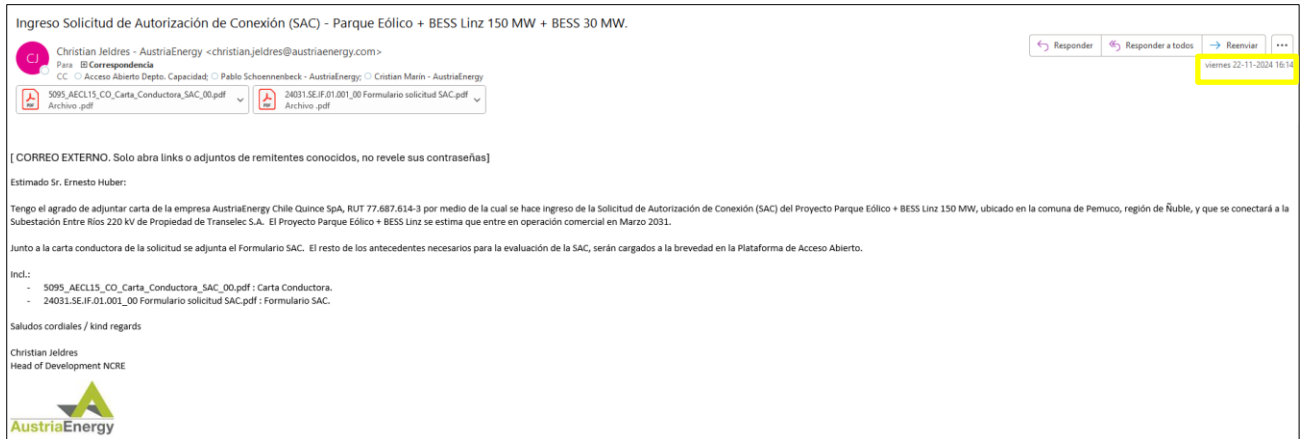 Ingreso Solicitud de Autorización de Conexión (SAC) - Parque Eólico + BESS Linz 150 MW + BESS 30 MW.
CJ
Christian Jeldres - AustriaEnergy <christian.jeldres@austriaenergy.com>
Para Correspondencia
CC Acceso Abierto Depto. Capacidad; Pablo Schoennenbeck - AustriaEnergy; Cristian Marín - AustriaEnergy
Responder Responder a todos Reenviar ...
viernes 22-11-2024 16:14
PDF 5095_AECL15_CO_Carta_Conductora_SAC_00.pdf
Archivo .pdf
PDF 24031.SE.IF.01.001_00 Formulario solicitud SAC.pdf
Archivo .pdf
[ CORREO EXTERNO. Solo abra links o adjuntos de remitentes conocidos, no revele sus contraseñas]
Estimado Sr. Ernesto Huber:
Tengo el agrado de adjuntar carta de la empresa AustriaEnergy Chile Quince SpA, RUT 77.687.614-3 por medio de la cual se hace ingreso de la Solicitud de Autorización de Conexión (SAC) del Proyecto Parque Eólico + BESS Linz 150 MW, ubicado en la comuna de Pemuco, región de Ñuble, y que se conectará a la
Subestación Entre Ríos 220 kV de Propiedad de Transelec S.A. El Proyecto Parque Eólico + BESS Linz se estima que entre en operación comercial en Marzo 2031.
Junto a la carta conductora de la solicitud se adjunta el Formulario SAC. El resto de los antecedentes necesarios para la evaluación de la SAC, serán cargados a la brevedad en la Plataforma de Acceso Abierto.
Incl.:
- 5095_AECL15_CO_Carta_Conductora_SAC_00.pdf : Carta Conductora.
- 24031.SE.IF.01.001_00 Formulario solicitud SAC.pdf : Formulario SAC.
Saludos cordiales / kind regards
Christian Jeldres
Head of Development NCRE
AustriaEnergy